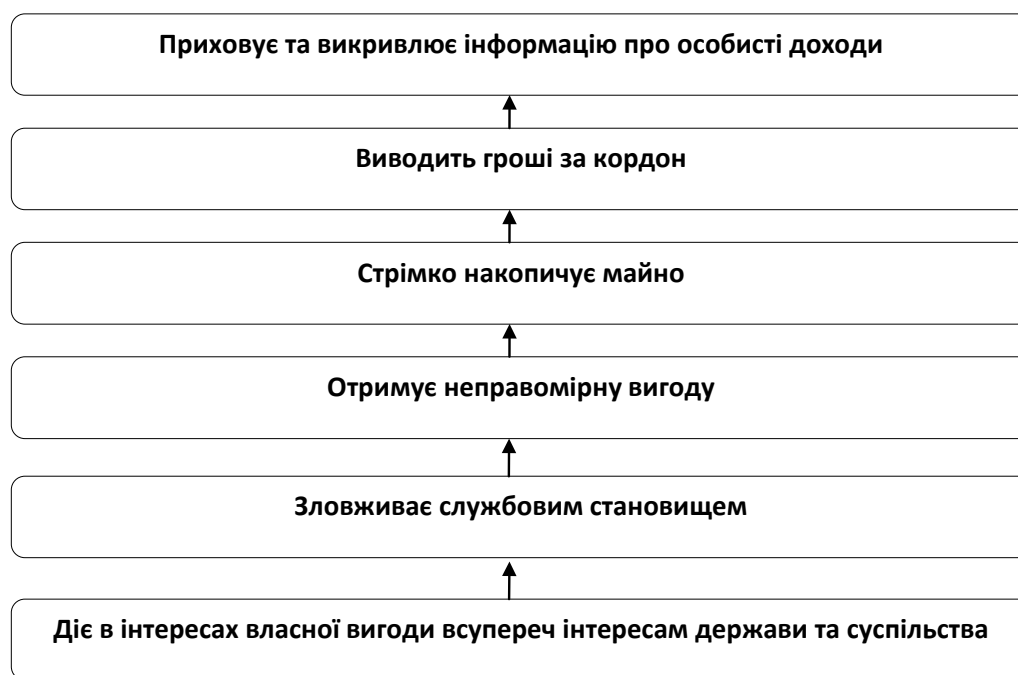 Приховує та викривлює інформацію про особисті доходи
Виводить гроші за кордон
Стрімко накопичує майно
Отримує неправомірну вигоду
Зловживає службовим становищем
Діє в інтересах власної вигоди всупереч інтересам держави та суспільства